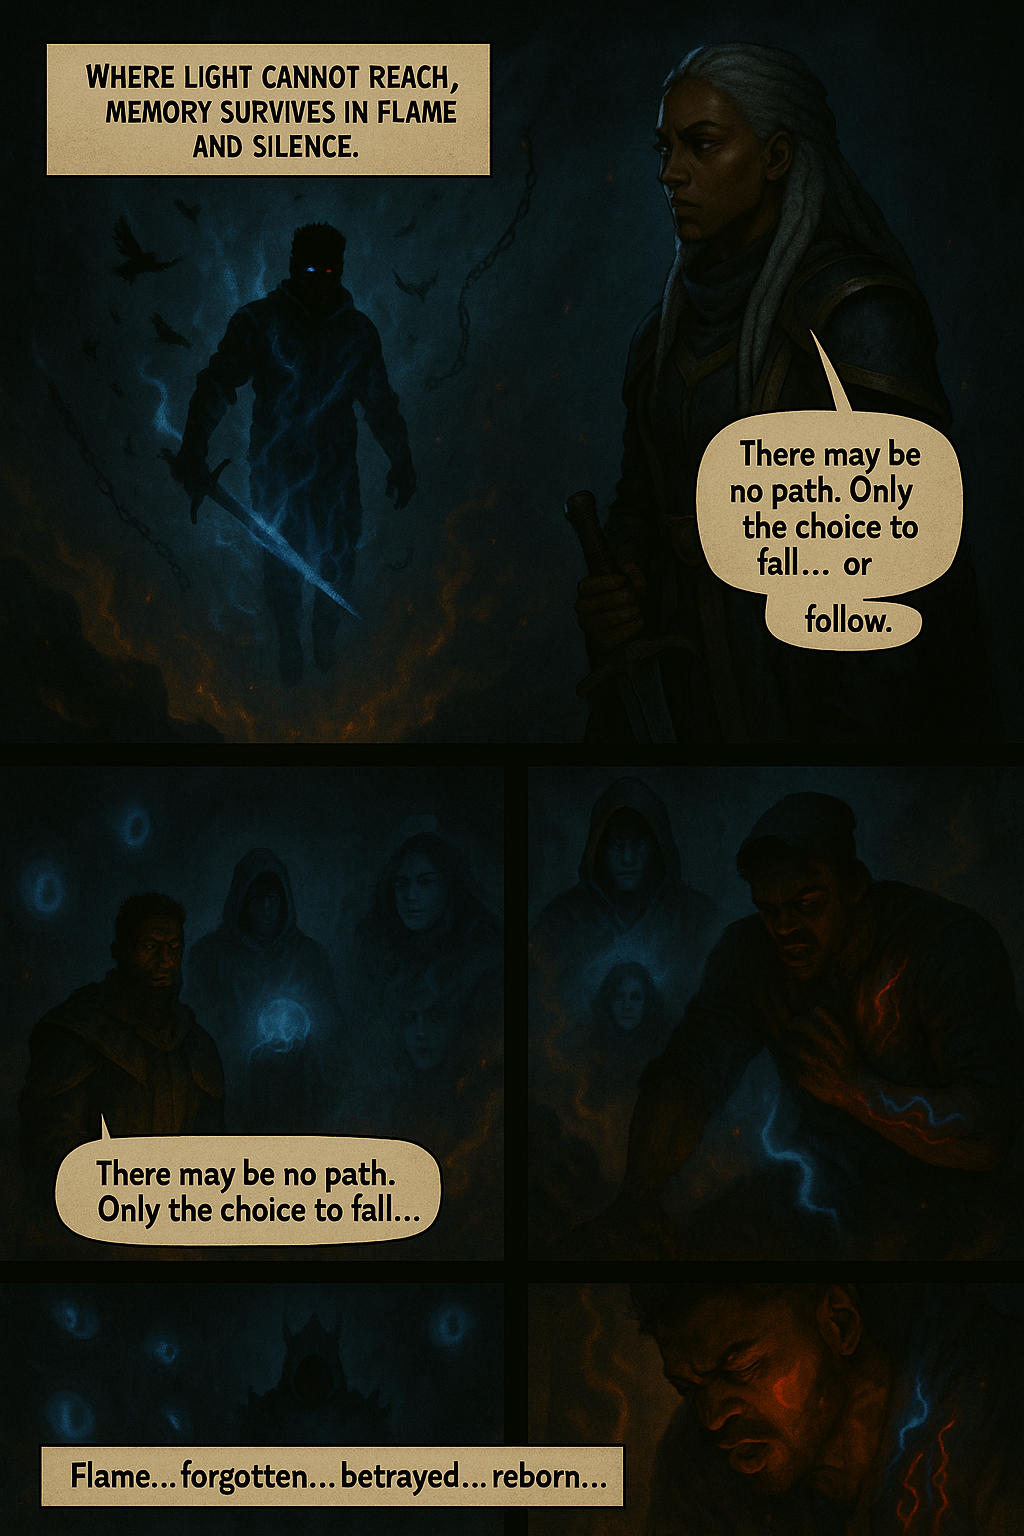 WHERE LIGHT CANNOT REACH,
MEMORY SURVIVES IN FLAME
AND SILENCE.
There may be
no path. Only
the choice to
fall... or
follow.
There may be no path.
Only the choice to fall...
Flame... forgotten... betrayed... reborn...